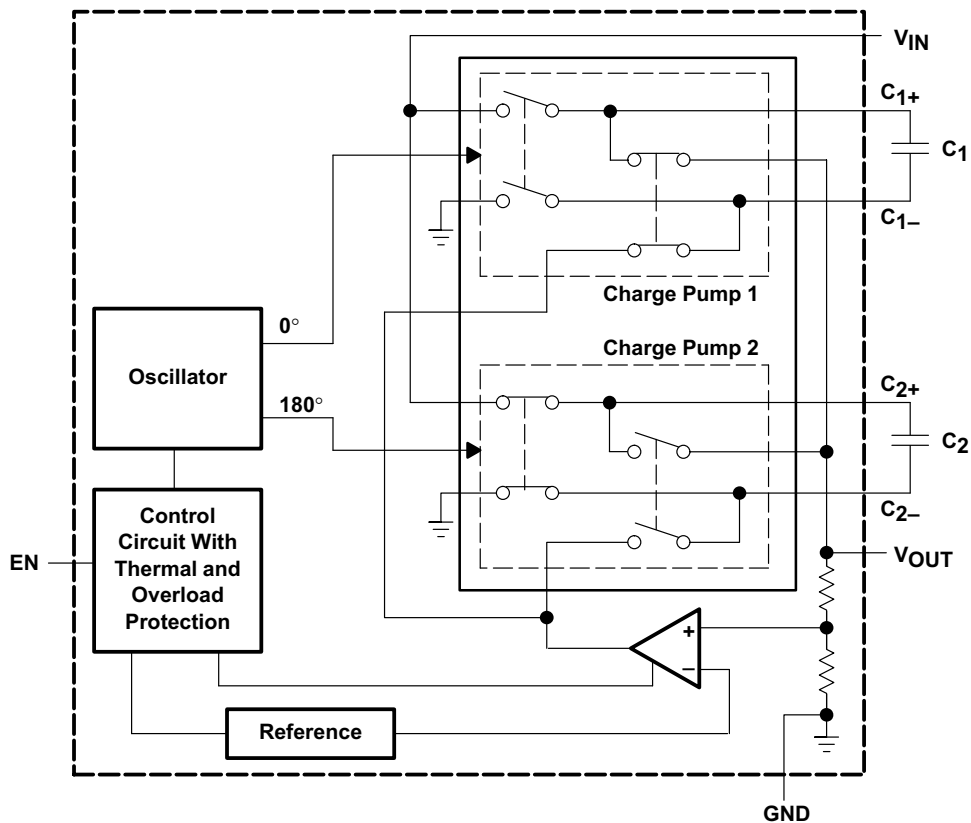 VIN
C1+
C1
C1–
Charge Pump 1
0°
Oscillator
Charge Pump 2
180°
C2+
C2
C2–
Control
Circuit With
Thermal and
Overload
Protection
EN
VOUT
+
–
Reference
GND